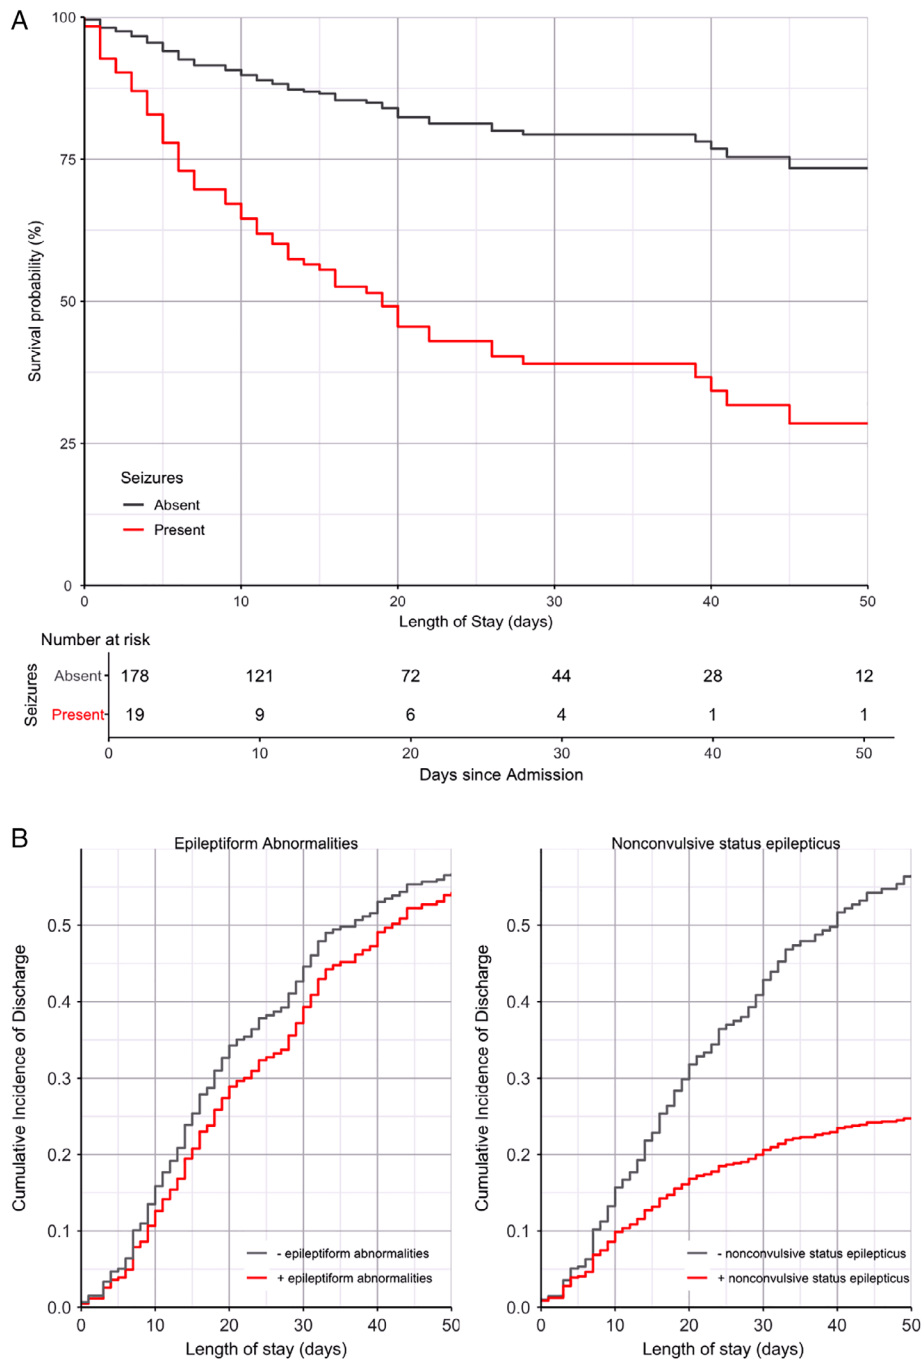 A
100
75
50
25
0
Survival probability (%)
Seizures
Absent
Present
0 10 20 30 40 50
Length of Stay (days)
Number at risk
Seizures
Absent 178 121 72 44 28 12
Present 19 9 6 4 1 1
0 10 20 30 40 50
Days since Admission
B
Epileptiform Abnormalities
Cumulative Incidence of Discharge
0.5
0.4
0.3
0.2
0.1
0.0
- epileptiform abnormalities
+ epileptiform abnormalities
0 10 20 30 40 50
Length of stay (days)
Nonconvulsive status epilepticus
Cumulative Incidence of Discharge
0.5
0.4
0.3
0.2
0.1
0.0
- nonconvulsive status epilepticus
+ nonconvulsive status epilepticus
0 10 20 30 40 50
Length of stay (days)